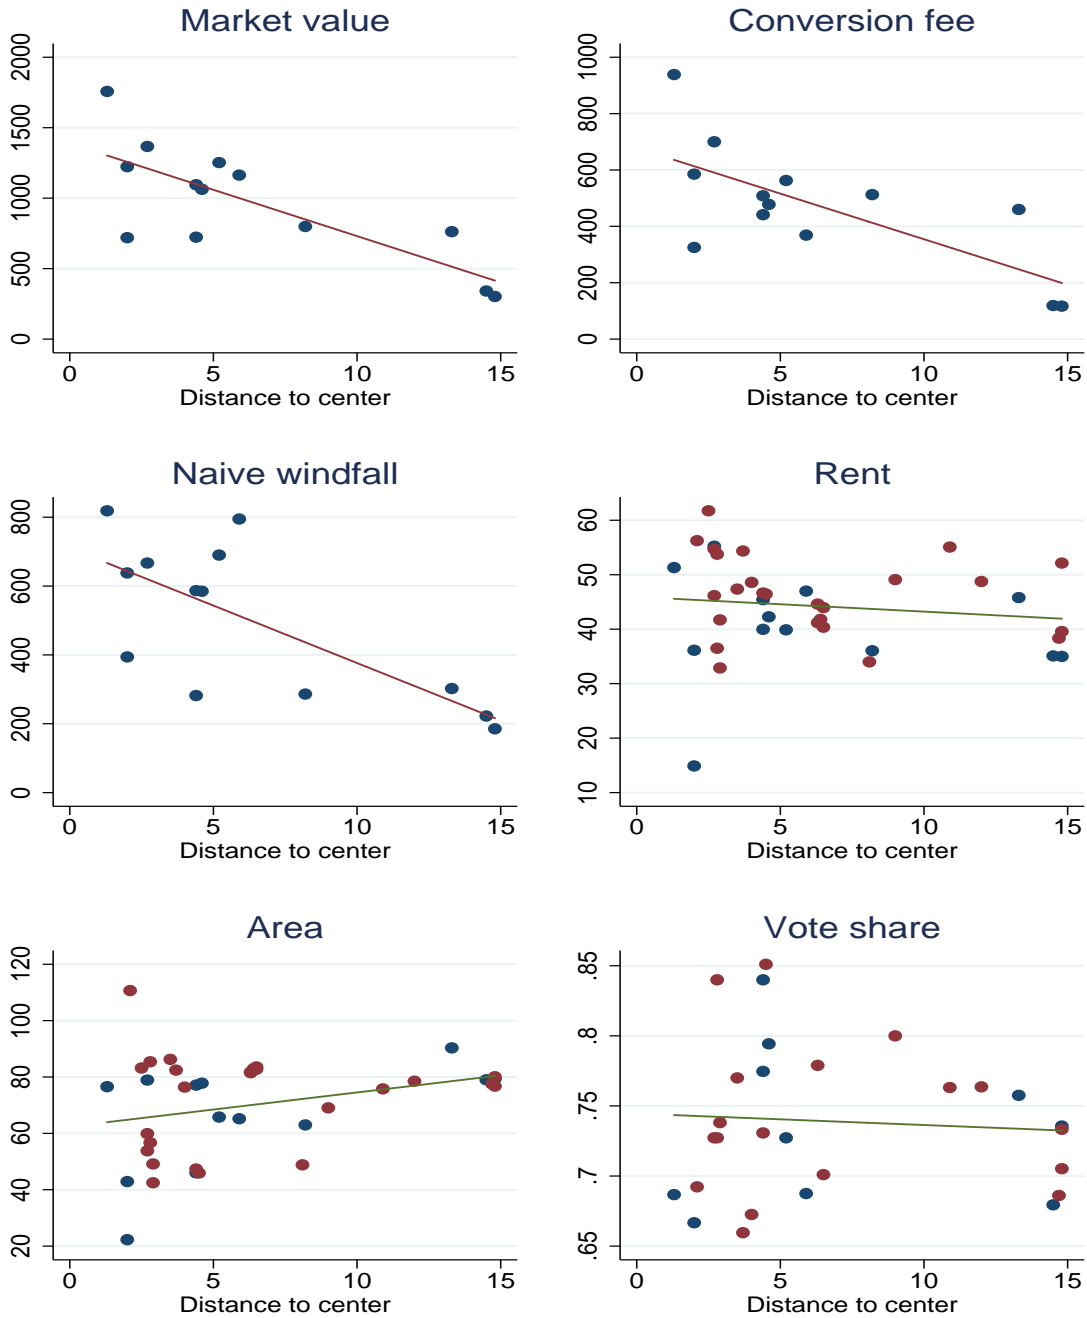 Market value
2000
1500
1000
500
0
0 5 10 15
Distance to center
Conversion fee
1000
800
600
400
200
0
0 5 10 15
Distance to center
Naive windfall
800
600
400
200
0
0 5 10 15
Distance to center
Rent
60
50
40
30
20
10
0 5 10 15
Distance to center
Area
120
100
80
60
40
20
0 5 10 15
Distance to center
Vote share
.85
.8
.75
.7
.65
0 5 10 15
Distance to center